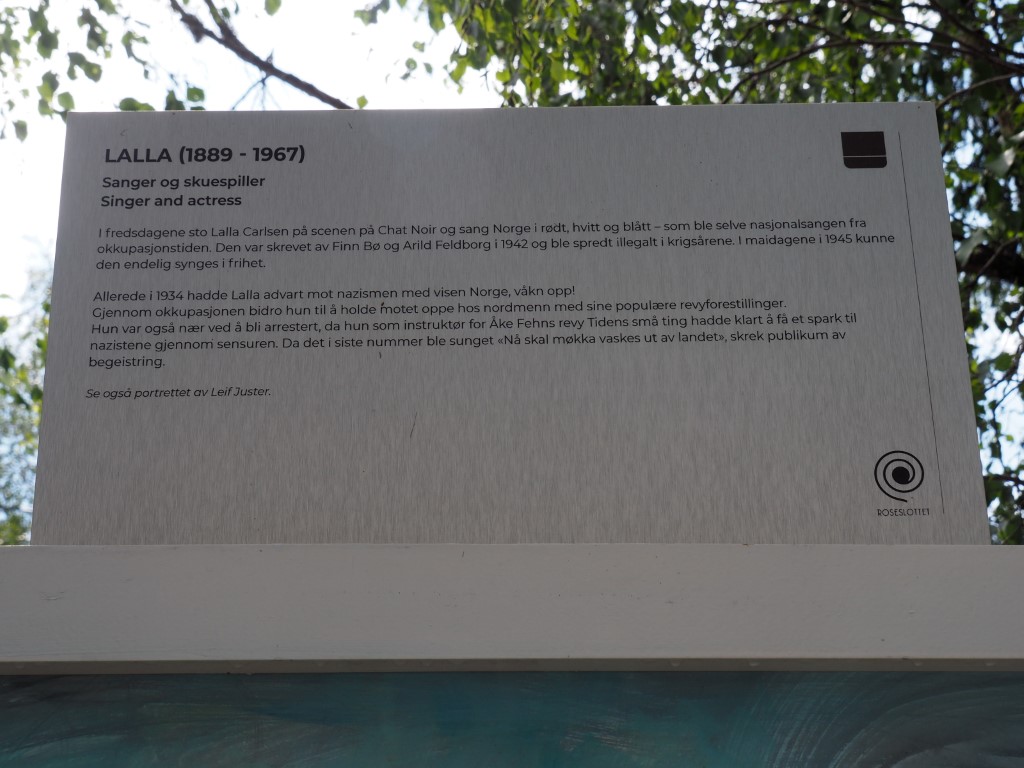 LALLA (1889 - 1967)
Sanger og skuespiller
Singer and actress
I fredsdagene sto Lalla Carlsen på scenen på Chat Noir og sang Norge i rødt, hvitt og blått – som ble selve nasjonalsangen fra
okkupasjonstiden. Den var skrevet av Finn Bø og Arild Feldborg i 1942 og ble spredt illegalt i krigsårene. I maidagene i 1945 kunne
den endelig synges i frihet.
Allerede i 1934 hadde Lalla advart mot nazismen med visen Norge, våkn opp!
Gjennom okkupasjonen bidro hun til å holde motet oppe hos nordmenn med sine populære revyforestillinger.
Hun var også nær ved å bli arrestert, da hun som instruktør for Åke Fehns revy Tidens små ting hadde klart å få et spark til
nazistene gjennom sensuren. Da det i siste nummer ble sunget «Nå skal møkka vaskes ut av landet», skrek publikum av
begeistring.
Se også portrettet av Leif Juster.
ROSESLOTTET